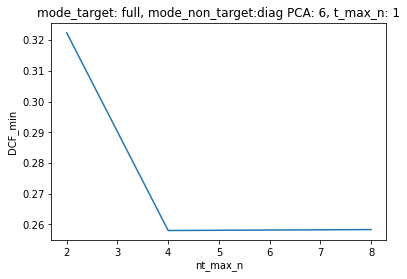 mode_target: full, mode_non_target:diag PCA: 6, t_max_n: 1
0.32
0.31
0.30
0.29
0.28
0.27
0.26
DCF_min
2 3 4 5 6 7 8
nt_max_n